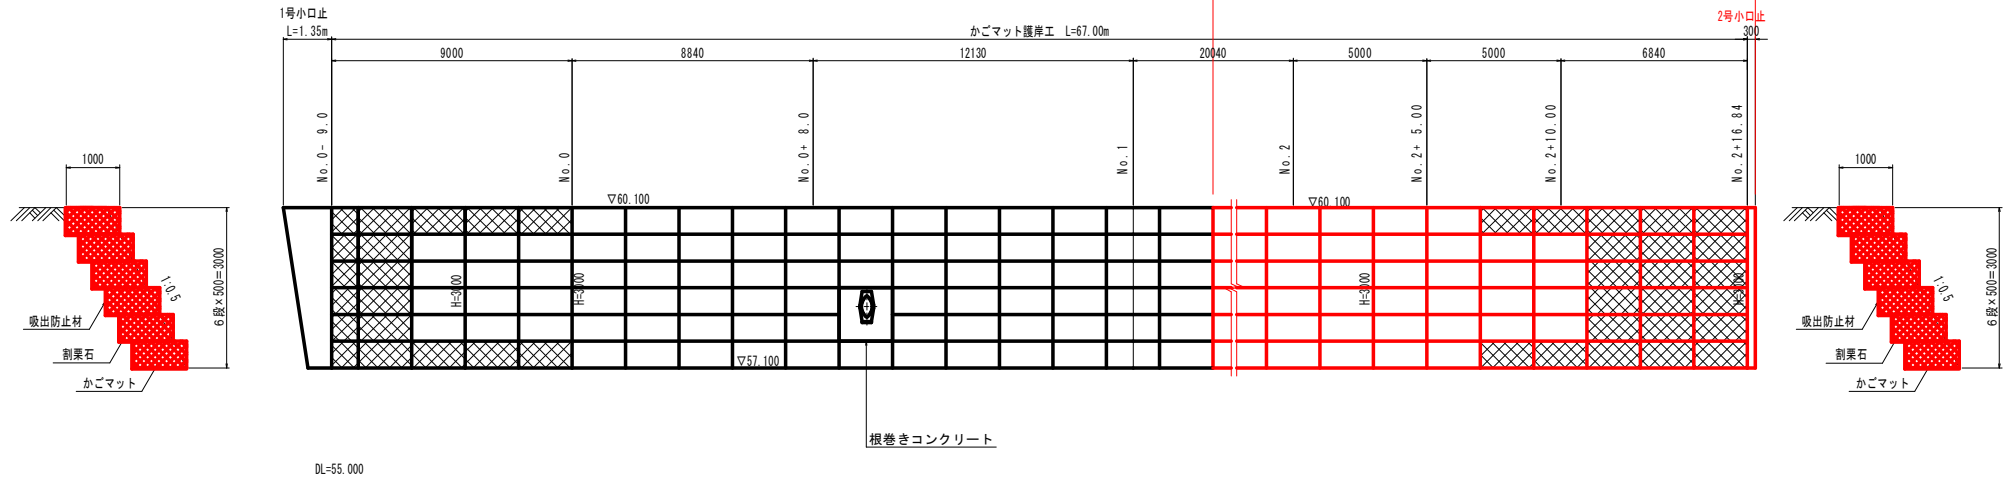 1号小口止
L=1.35m
かごマット護岸工 L=67.00m
2号小口止
300
9000
8840
12130
20040
5000
5000
6840
No.0- 9.0
No.0
No.0+ 8.0
No.1
No.2
No.2+ 5.00
No.2+10.00
No.2+16.84
1000
1:0.5
6段×500=3000
吸出防止材
割栗石
かごマット
▽60.100
▽60.100
H=3000
H=3000
H=3000
H=3000
▽57.100
根巻きコンクリート
DL=55.000
1000
1:0.5
6段×500=3000
吸出防止材
割栗石
かごマット